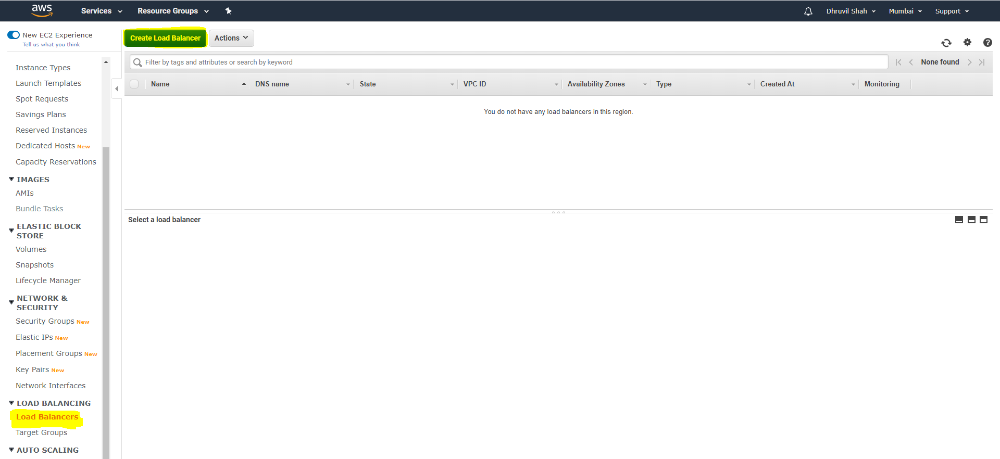 aws Services Resource Groups Dhruvil Shah Mumbai Support
New EC2 Experience
Tell us what you think
Create Load Balancer Actions
Filter by tags and attributes or search by keyword None found
Name DNS name State VPC ID Availability Zones Type Created At Monitoring
You do not have any load balancers in this region.
Select a load balancer
Instance Types
Launch Templates
Spot Requests
Savings Plans
Reserved Instances
Dedicated Hosts New
Capacity Reservations
IMAGES
AMIs
Bundle Tasks
ELASTIC BLOCK
STORE
Volumes
Snapshots
Lifecycle Manager
NETWORK &
SECURITY
Security Groups New
Elastic IPs New
Placement Groups New
Key Pairs New
Network Interfaces
LOAD BALANCING
Load Balancers
Target Groups
AUTO SCALING